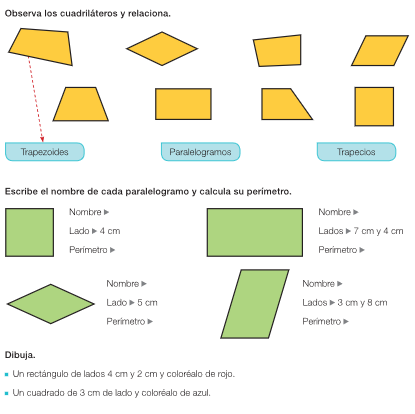 Observa los cuadriláteros y relaciona.
Trapezoides
Paralelogramos
Trapecios
Escribe el nombre de cada paralelogramo y calcula su perímetro.
Nombre ▶
Lado ▶ 4 cm
Perímetro ▶
Nombre ▶
Lados ▶ 7 cm y 4 cm
Perímetro ▶
Nombre ▶
Lado ▶ 5 cm
Perímetro ▶
Nombre ▶
Lados ▶ 3 cm y 8 cm
Perímetro ▶
Dibuja.
Un rectángulo de lados 4 cm y 2 cm y coloréalo de rojo.
Un cuadrado de 3 cm de lado y coloréalo de azul.